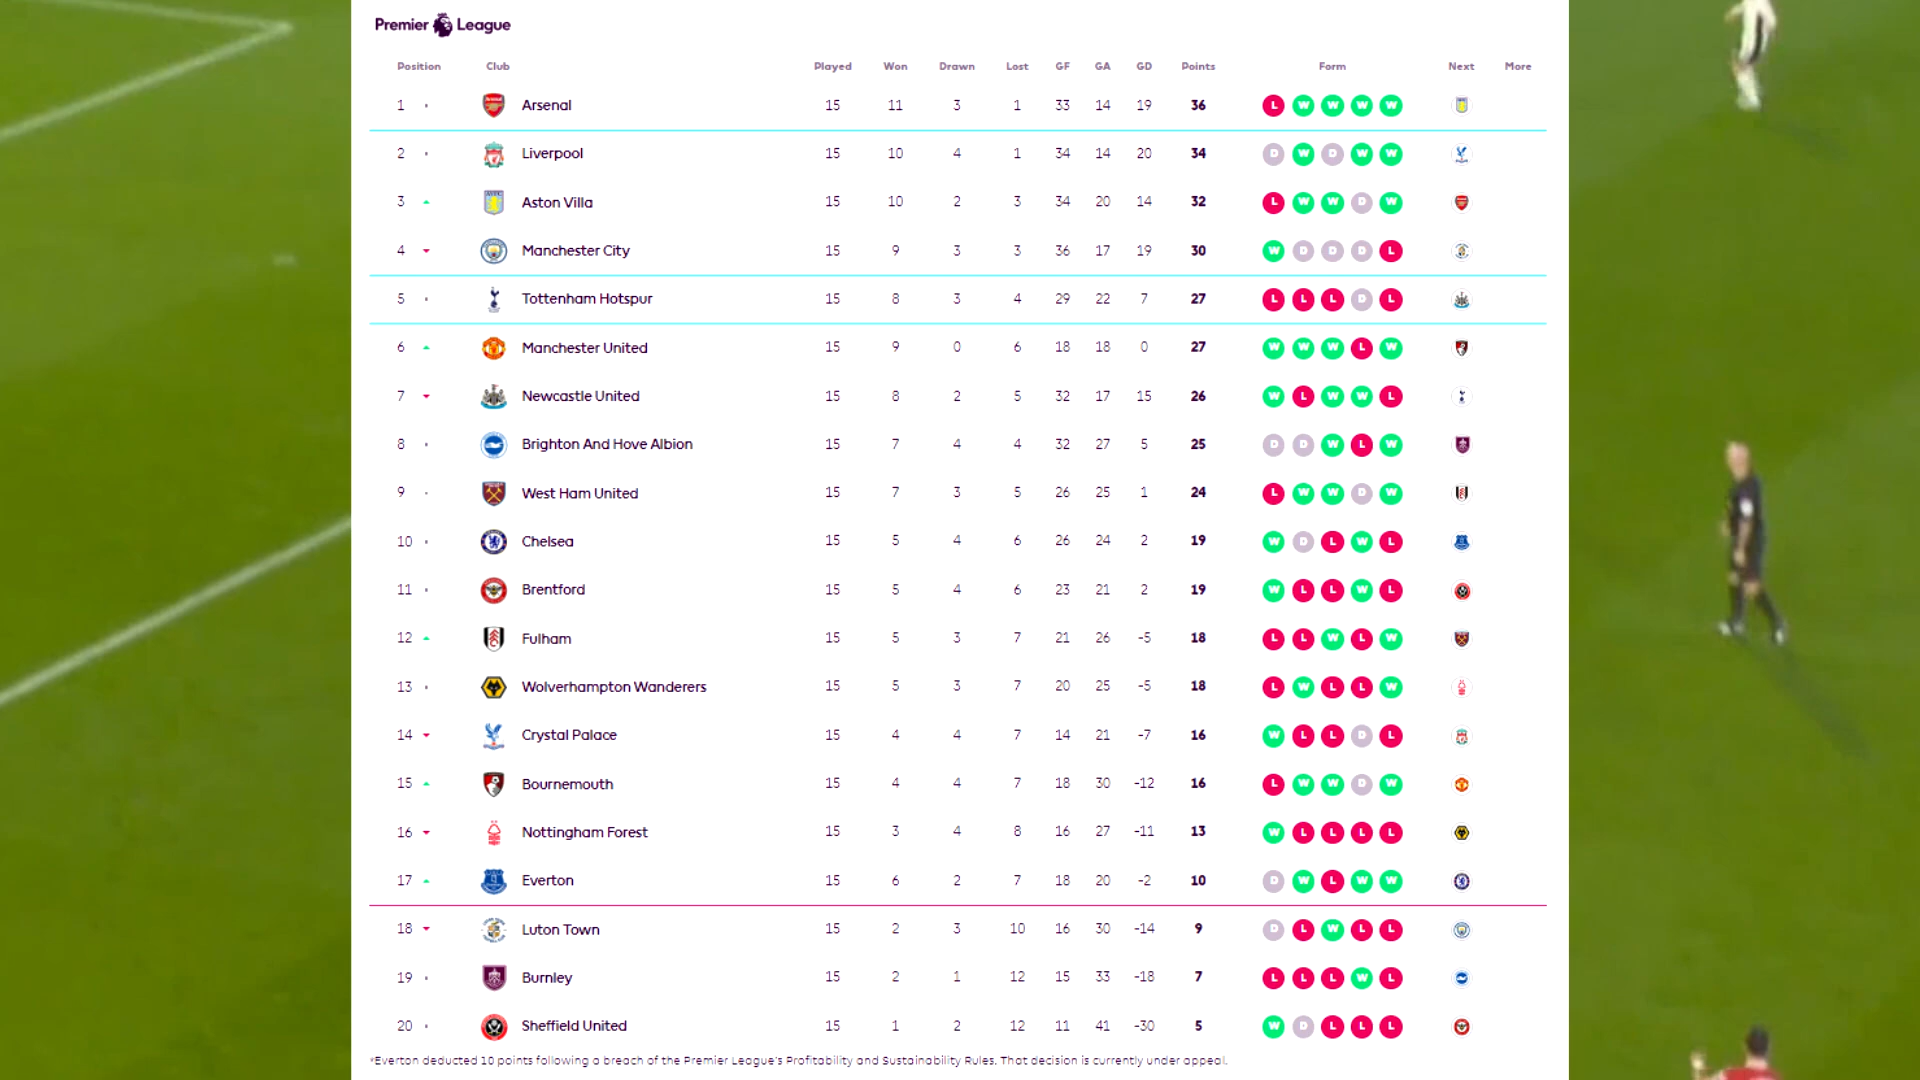 Premier League
Position Club Played Won Drawn Lost GF GA GD Points Form Next More
1 Arsenal 15 11 3 1 33 14 19 36 L W W W W
2 Liverpool 15 10 4 1 34 14 20 34 D W D W W
3 Aston Villa 15 10 2 3 34 20 14 32 L W W D W
4 Manchester City 15 9 3 3 36 17 19 30 W D D D L
5 Tottenham Hotspur 15 8 3 4 29 22 7 27 L L L D L
6 Manchester United 15 9 0 6 18 18 0 27 W W W L W
7 Newcastle United 15 8 2 5 32 17 15 26 W L W W L
8 Brighton And Hove Albion 15 7 4 4 32 27 5 25 D D W L W
9 West Ham United 15 7 3 5 26 25 1 24 L W W D W
10 Chelsea 15 5 4 6 26 24 2 19 W D L W L
11 Brentford 15 5 4 6 23 21 2 19 W L L W L
12 Fulham 15 5 3 7 21 26 -5 18 L L W L W
13 Wolverhampton Wanderers 15 5 3 7 20 25 -5 18 L W L L W
14 Crystal Palace 15 4 4 7 14 21 -7 16 W L L D L
15 Bournemouth 15 4 4 7 18 30 -12 16 L W W D W
16 Nottingham Forest 15 3 4 8 16 27 -11 13 W L L L L
17 Everton 15 6 2 7 18 20 -2 10 D W L W W
18 Luton Town 15 2 3 10 16 30 -14 9 D L W L L
19 Burnley 15 2 1 12 15 33 -18 7 L L L W L
20 Sheffield United 15 1 2 12 11 41 -30 5 W D L L L
*Everton deducted 10 points following a breach of the Premier League's Profitability and Sustainability Rules. That decision is currently under appeal.